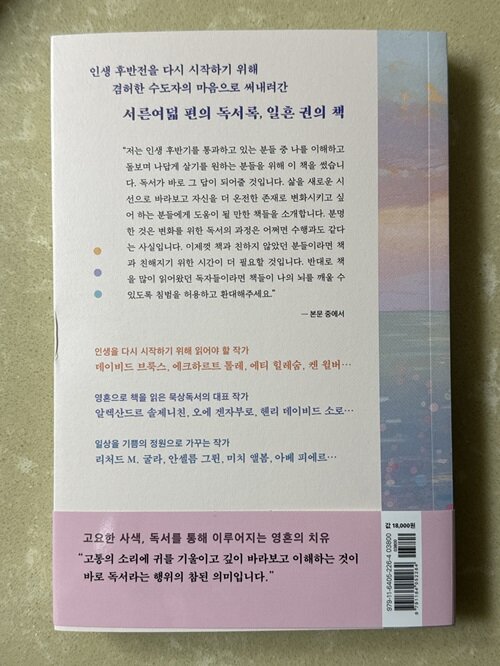 인생 후반전을 다시 시작하기 위해
겸허한 수도자의 마음으로 써내려간
서른여덟 편의 독서록, 일흔 권의 책
“저는 인생 후반기를 통과하고 있는 분들 중 나를 이해하고
돌보며 나답게 살기를 원하는 분들을 위해 이 책을 썼습니
다. 독서가 바로 그 답이 되어줄 것입니다. 삶을 새로운 시
선으로 바라보고 자신을 더 온전한 존재로 변화시키고 싶
어 하는 분들에게 도움이 될 만한 책들을 소개합니다. 분명
한 것은 변화를 위한 독서의 과정은 어쩌면 수행과도 같다
는 사실입니다. 이제껏 책과 친하지 않았던 분들이라면 책
과 친해지기 위한 시간이 더 필요할 것입니다. 반대로 책
을 많이 읽어왔던 독자들이라면 책들이 나의 뇌를 깨울 수
있도록 침범을 허용하고 환대해주세요.”
— 본문 중에서
인생을 다시 시작하기 위해 읽어야 할 작가
데이비드 브룩스, 에크하르트 톨레, 에티 힐레숨, 켄 윌버…
영혼으로 책을 읽은 묵상독서의 대표 작가
알렉산드르 솔제니친, 오에 겐자부로, 헨리 데이비드 소로…
일상을 기쁨의 정원으로 가꾸는 작가
리처드 M. 굴라, 안셀름 그륀, 미치 앨봄, 아베 피에르…
고요한 사색, 독서를 통해 이루어지는 영혼의 치유
“고통의 소리에 귀를 기울이고 깊이 바라보고 이해하는 것이
바로 독서라는 행위의 참된 의미입니다.”
값 18,000원
03800
979-11-6405-226-4 03800
9 791164 052264